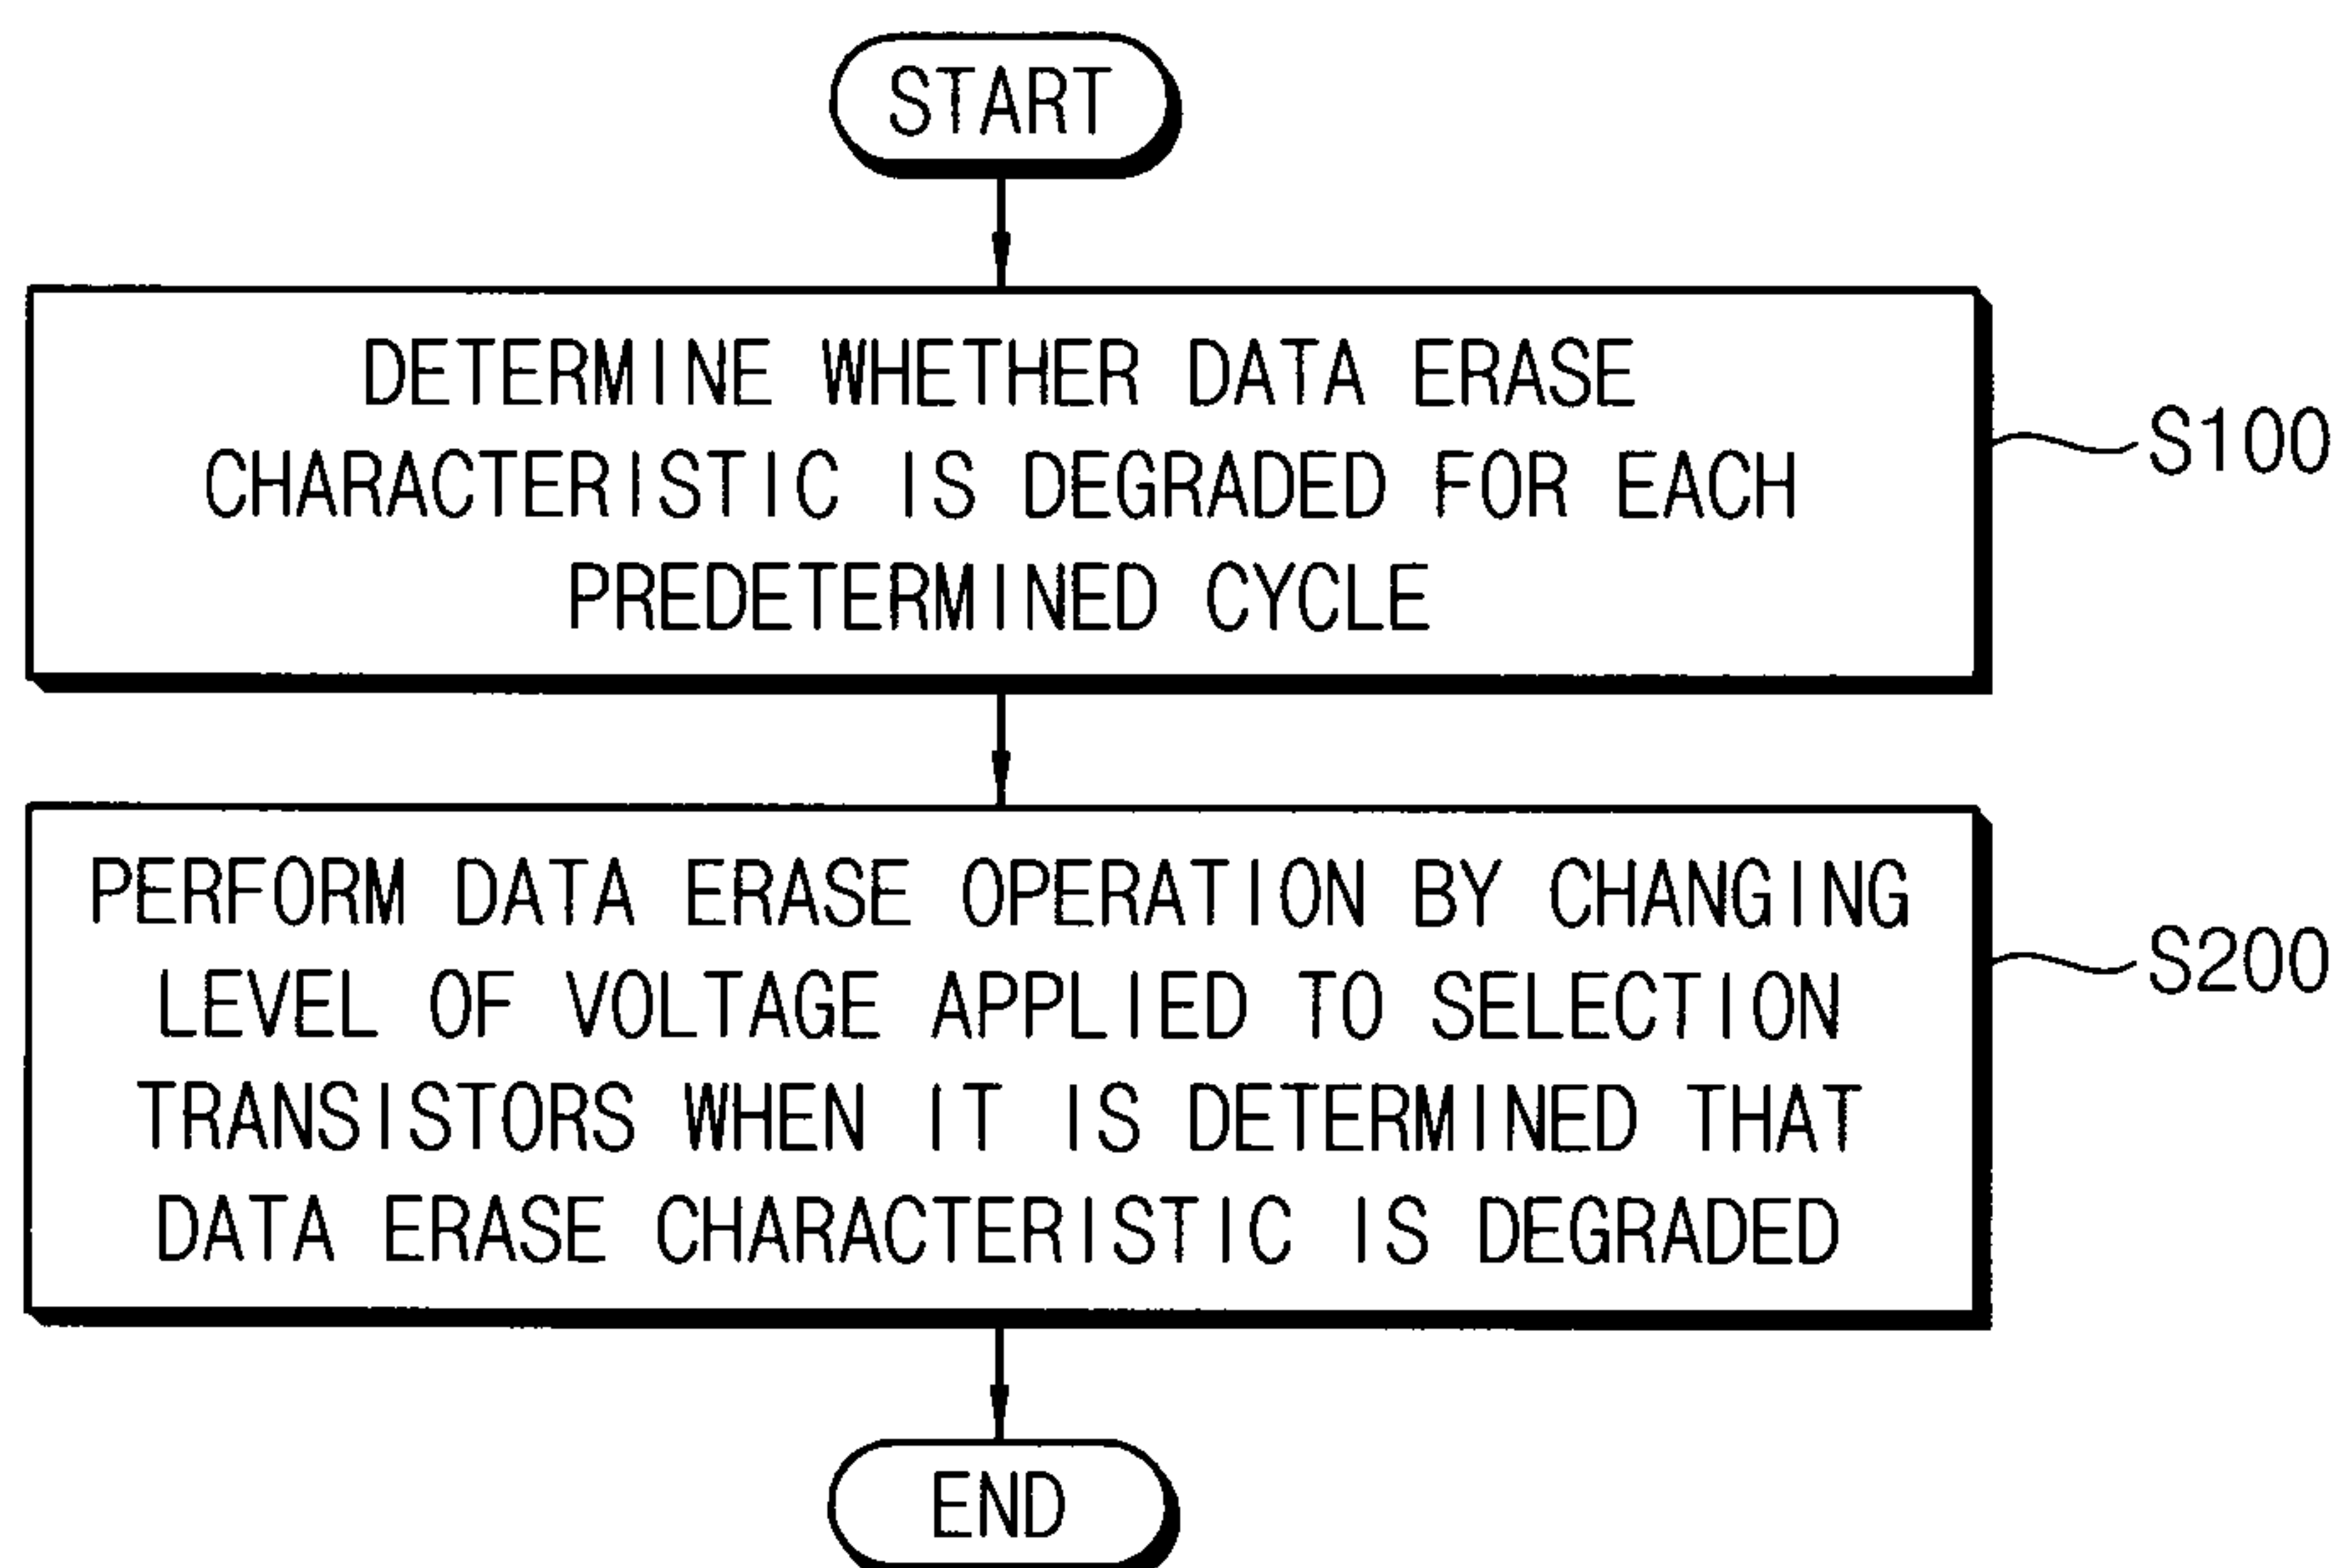 START
DETERMINE WHETHER DATA ERASE
CHARACTERISTIC IS DEGRADED FOR EACH
PREDETERMINED CYCLE
S100
PERFORM DATA ERASE OPERATION BY CHANGING
LEVEL OF VOLTAGE APPLIED TO SELECTION
TRANSISTORS WHEN IT IS DETERMINED THAT
DATA ERASE CHARACTERISTIC IS DEGRADED
S200
END